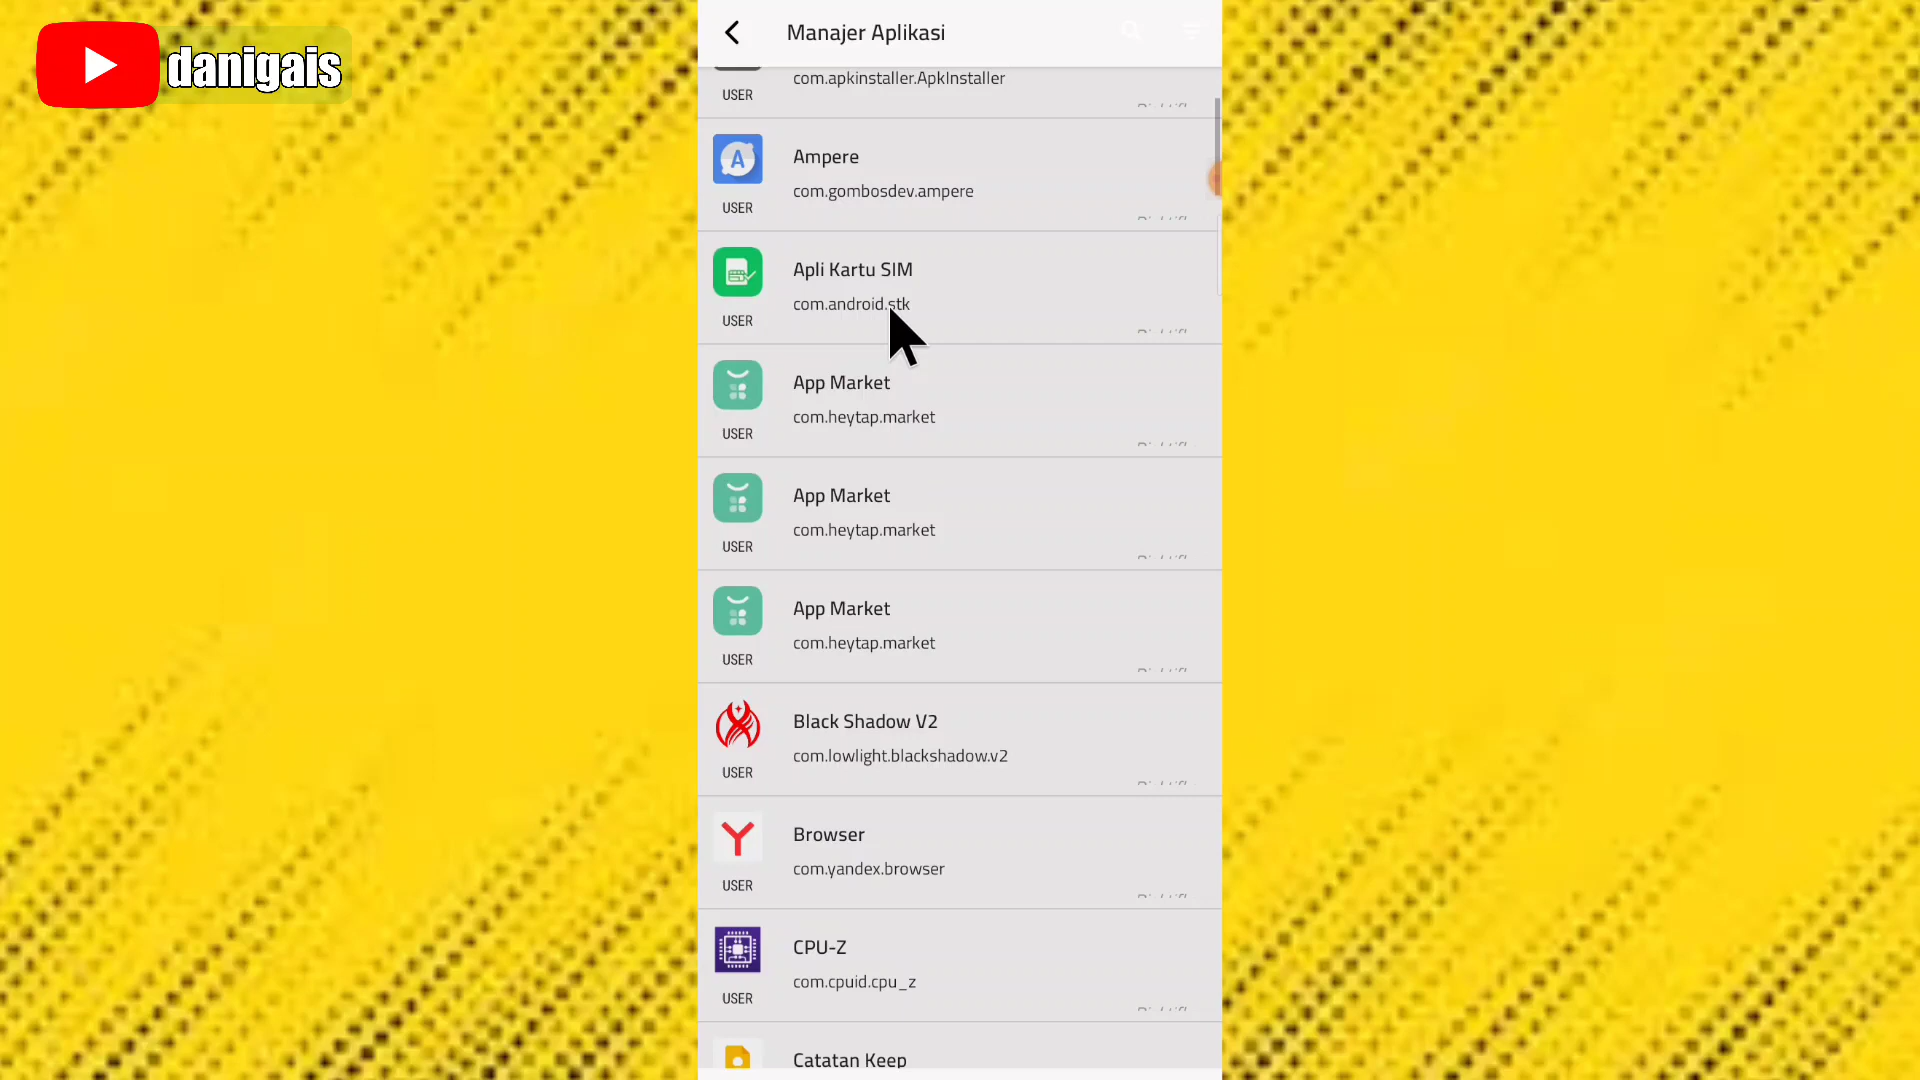 danigais
Manajer Aplikasi
com.apkinstaller.ApkInstaller
USER
Ampere
com.gombosdev.ampere
USER
Apli Kartu SIM
com.android.stk
USER
App Market
com.heytap.market
USER
App Market
com.heytap.market
USER
App Market
com.heytap.market
USER
Black Shadow V2
com.lowlight.blackshadow.v2
USER
Browser
com.yandex.browser
USER
CPU-Z
com.cpuid.cpu_z
USER
Catatan Keep